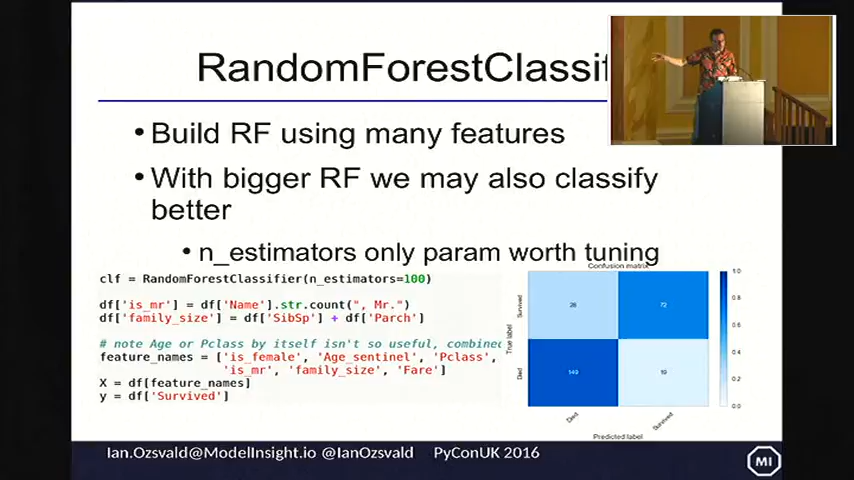 RandomForestClassif
• Build RF using many features
• With bigger RF we may also classify
better
• n_estimators only param worth tuning
clf = RandomForestClassifier(n_estimators=100)
df['is_mr'] = df['Name'].str.count(", Mr.")
df['family_size'] = df['SibSp'] + df['Parch']
# note Age or Pclass by itself isn't so useful, combined
feature_names = ['is_female', 'Age_sentinel', 'Pclass',
'is_mr', 'family_size', 'Fare']
X = df[feature_names]
y = df['Survived']
Confusion matrix
True label
Survived
Died
72
Died
Survived
Predicted label
1.0
0.8
0.6
0.4
0.2
0.0
Ian.Ozsvald@ModelInsight.io @IanOzsvald PyConUK 2016
MI